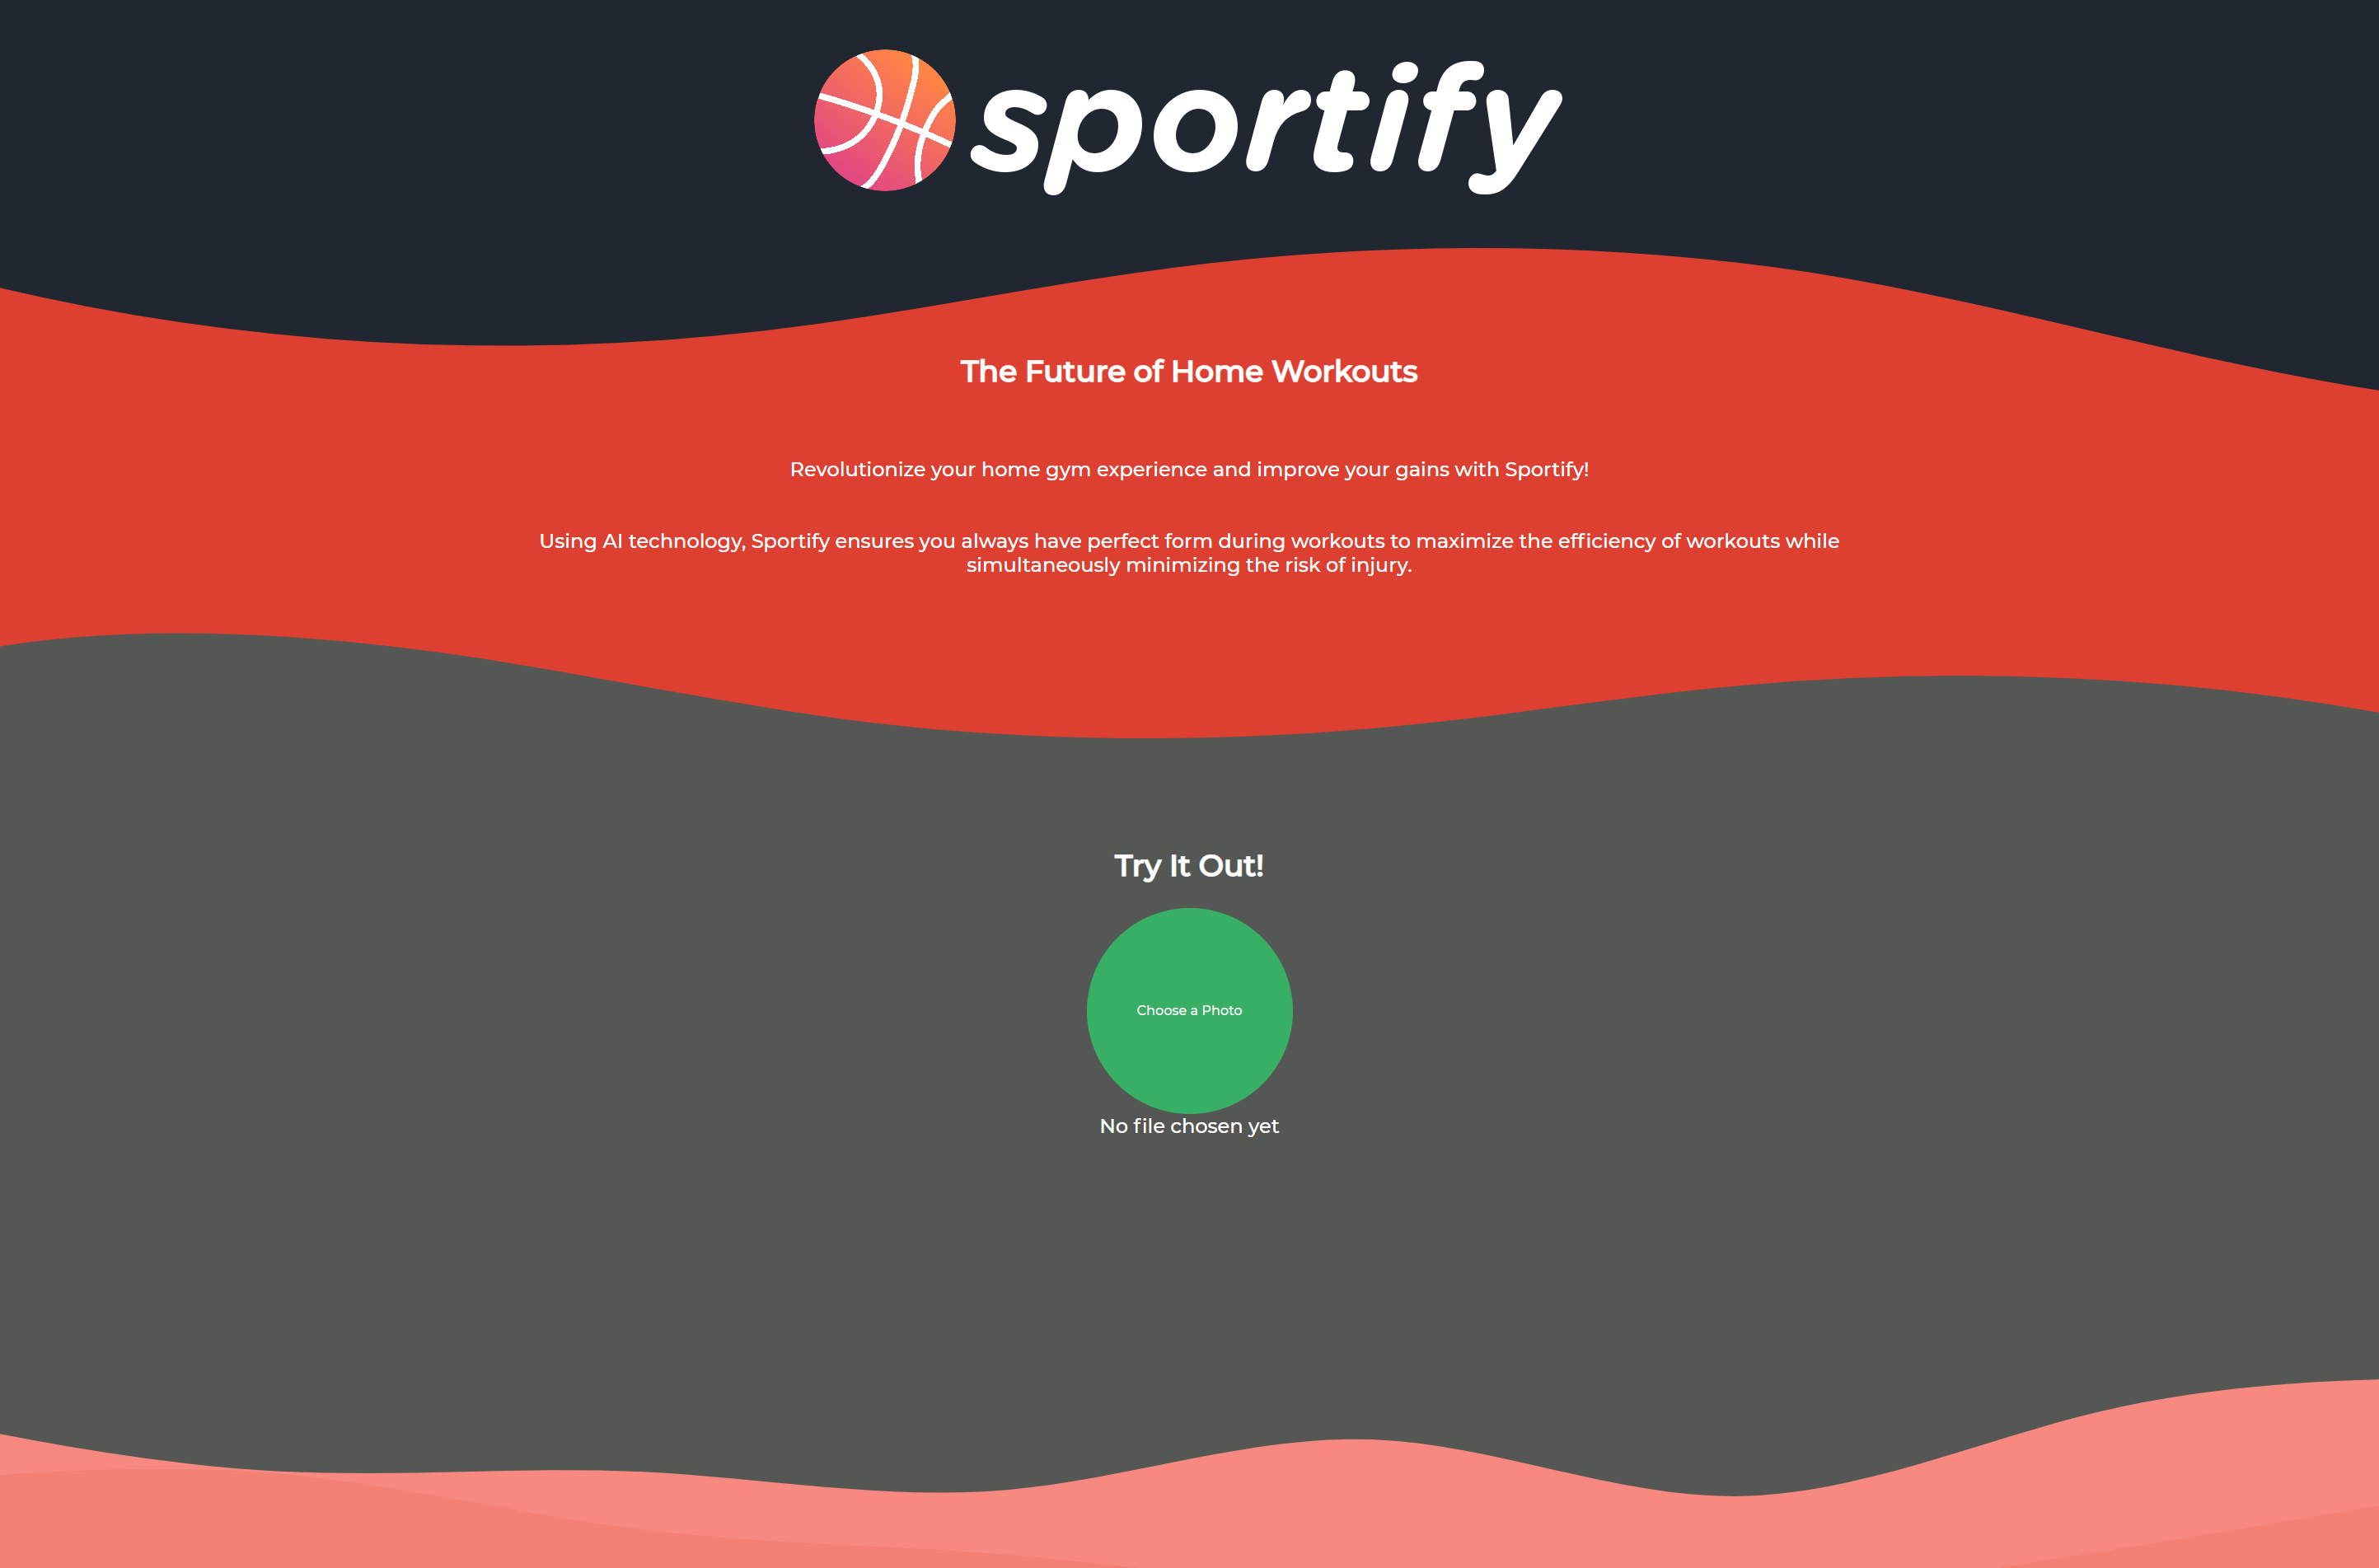 sportify
The Future of Home Workouts
Revolutionize your home gym experience and improve your gains with Sportify!
Using AI technology, Sportify ensures you always have perfect form during workouts to maximize the efficiency of workouts while
simultaneously minimizing the risk of injury.
Try It Out!
Choose a Photo
No file chosen yet